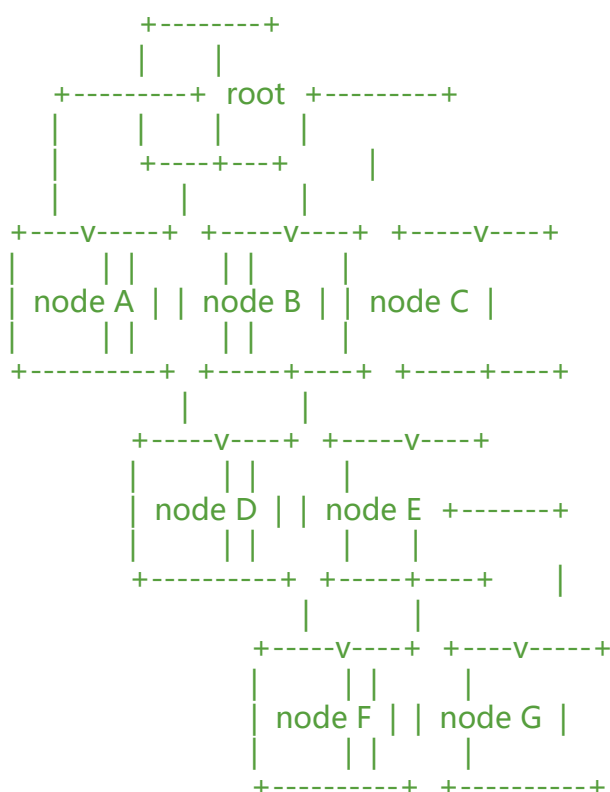 +--------+
|        |
+---------+ root +---------+
|         |        |         |
|         +----+---+         |
|              |              |
+----v-----+ +-----v----+ +-----v----+
|          | |          |          |
| node A | | node B | | node C |
|          | |          |          |
+----------+ +-----+----+ +-----+----+
|              |
+-----v----+ +-----v----+
|          | |          |
| node D | | node E +-------+
|          | |          |       |
+----------+ +-----+----+       |
|              |
+-----v----+ +----v-----+
|          | |          |
| node F | | node G |
|          | |          |
+----------+ +----------+